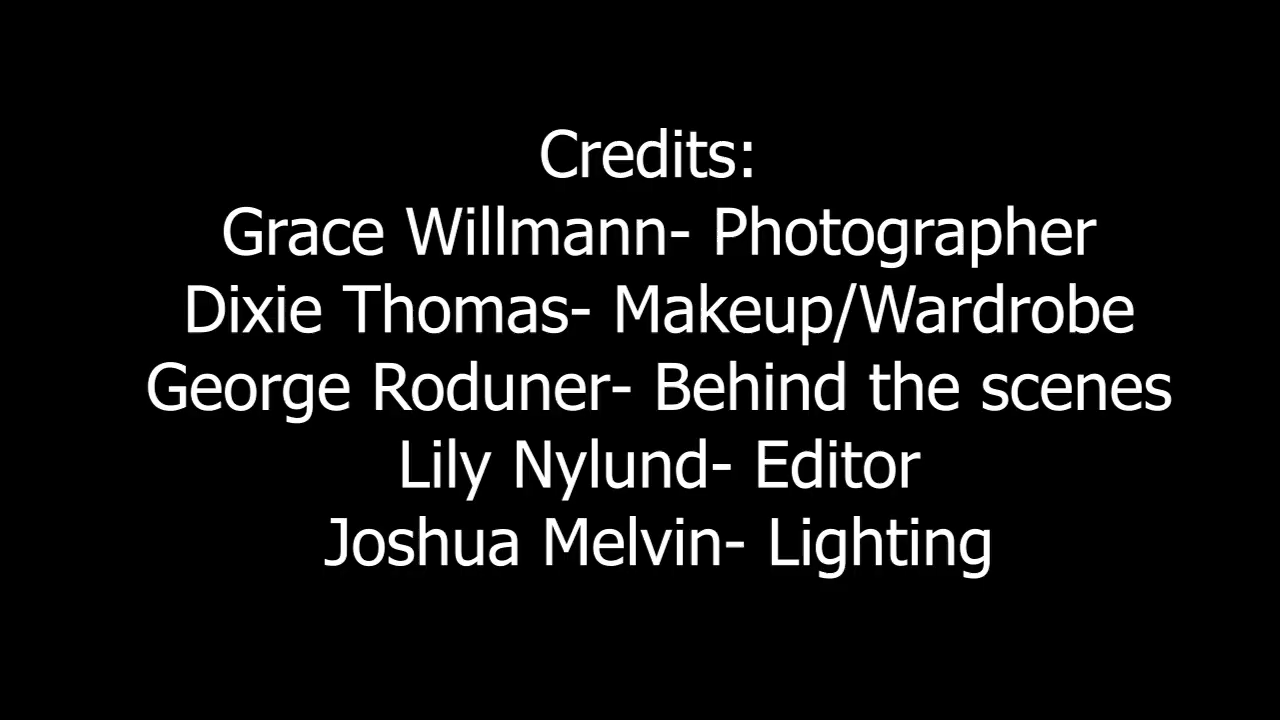 Credits:
Grace Willmann- Photographer
Dixie Thomas- Makeup/Wardrobe
George Roduner- Behind the scenes
Lily Nylund- Editor
Joshua Melvin- Lighting